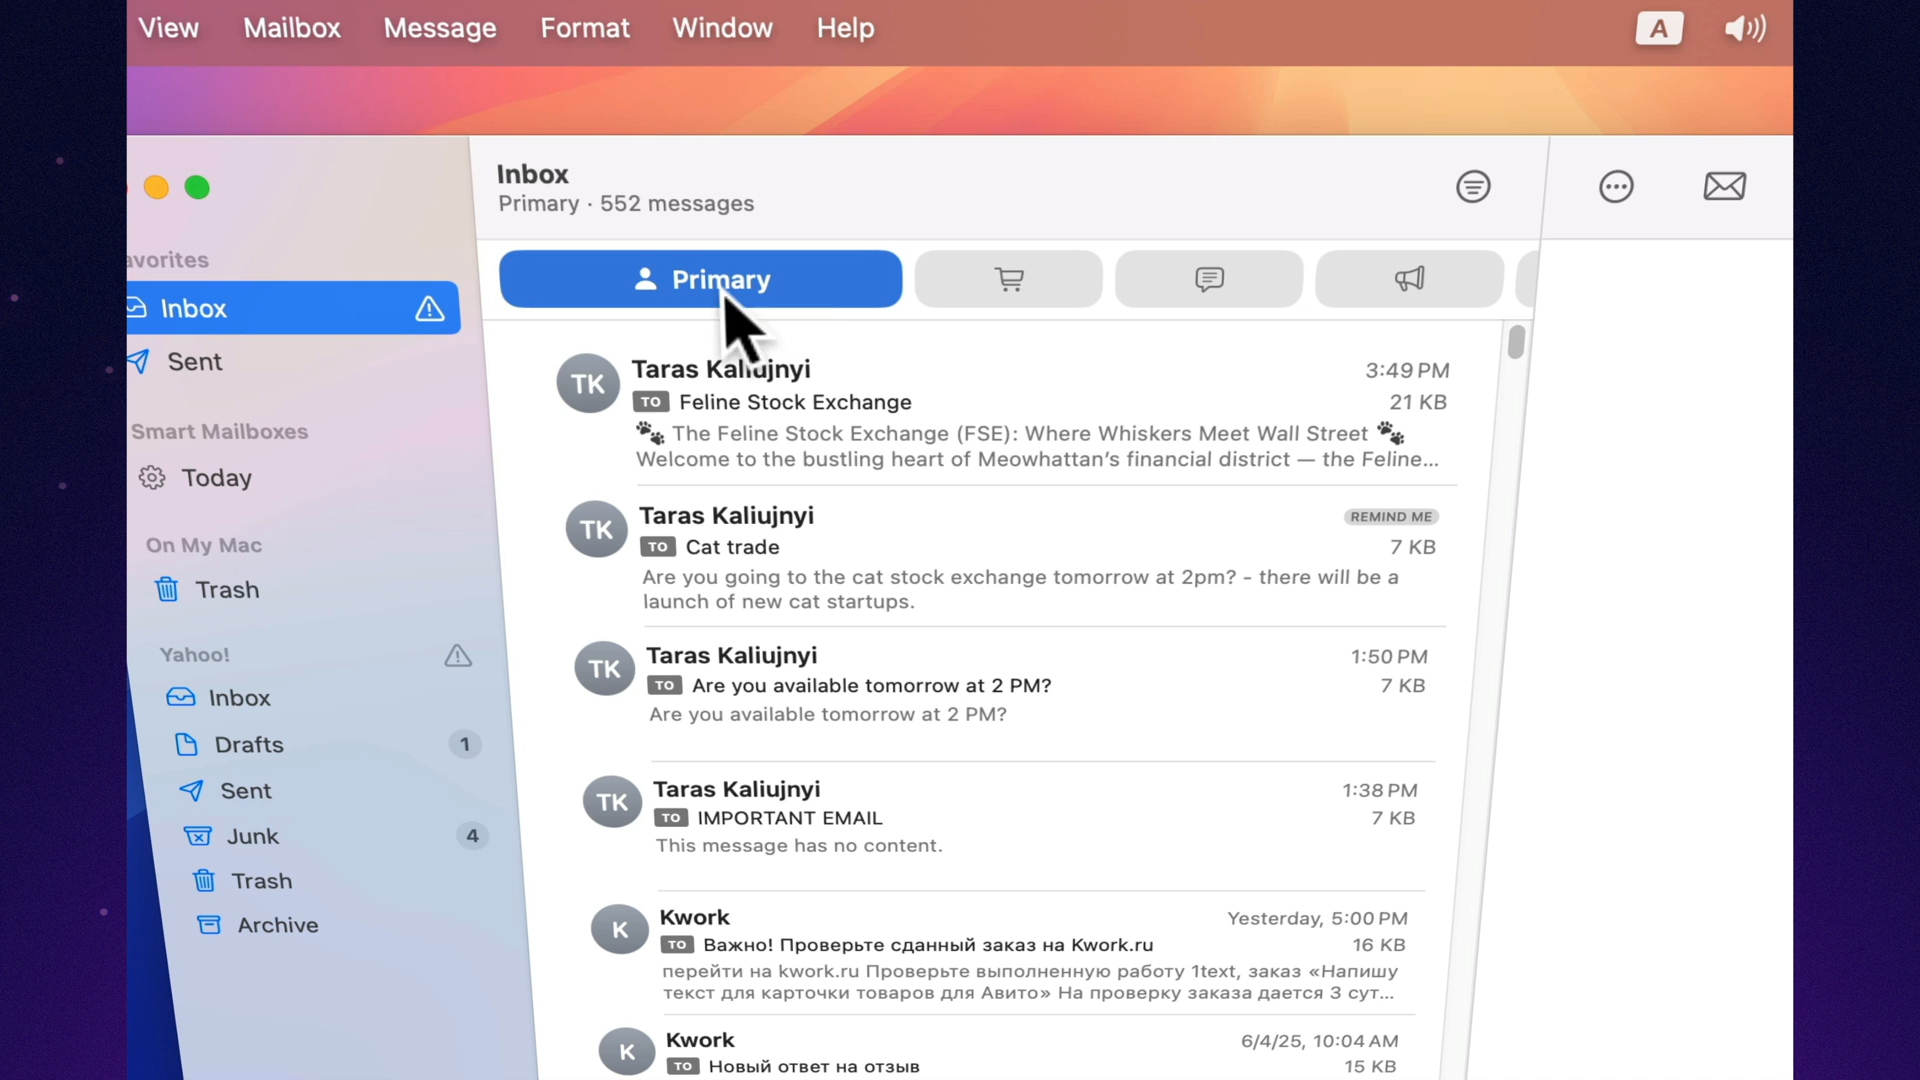 View Mailbox Message Format Window Help A
Inbox
Primary · 552 messages
avorites
Inbox
Sent
Smart Mailboxes
Today
On My Mac
Trash
Yahoo!
Inbox
Drafts 1
Sent
Junk 4
Trash
Archive
Primary
TK Taras Kaliujnyi 3:49 PM
TO Feline Stock Exchange 21 KB
🐾 The Feline Stock Exchange (FSE): Where Whiskers Meet Wall Street 🐾
Welcome to the bustling heart of Meowhattan’s financial district — the Feline...
TK Taras Kaliujnyi REMIND ME
TO Cat trade 7 KB
Are you going to the cat stock exchange tomorrow at 2pm? - there will be a
launch of new cat startups.
TK Taras Kaliujnyi 1:50 PM
TO Are you available tomorrow at 2 PM? 7 KB
Are you available tomorrow at 2 PM?
TK Taras Kaliujnyi 1:38 PM
TO IMPORTANT EMAIL 7 KB
This message has no content.
K Kwork Yesterday, 5:00 PM
TO Важно! Проверьте сданный заказ на Kwork.ru 16 KB
перейти на kwork.ru Проверьте выполненную работу 1text, заказ «Напишу
текст для карточки товаров для Авито» На проверку заказа дается 3 сут...
K Kwork 6/4/25, 10:04 AM
TO Новый ответ на отзыв 15 KB